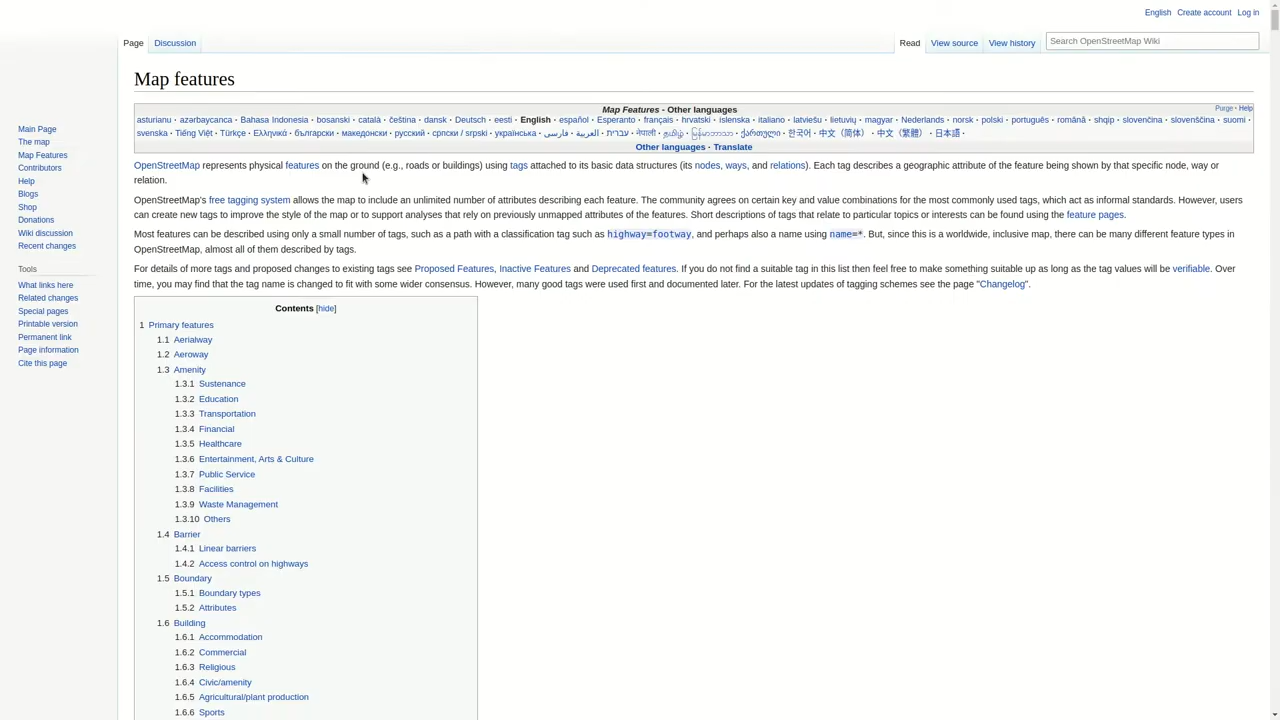 English Create account Log in
Page Discussion Read View source View history Search OpenStreetMap Wiki
Map features
Map Features - Other languages
Purge · Help
asturianu · azərbaycanca · Bahasa Indonesia · bosanski · català · čeština · dansk · Deutsch · eesti · English · español · Esperanto · français · hrvatski · íslenska · italiano · latviešu · lietuvių · magyar · Nederlands · norsk · polski · português · română · shqip · slovenčina · slovenščina · suomi ·
svenska · Tiếng Việt · Türkçe · Ελληνικά · български · македонски · русский · српски / srpski · українська · עברית · العربية · فارسی · नेपाली · தமிழ் · မြန်မာဘာသာ · ქართული · 한국어 · 中文（简体） · 中文（繁體） · 日本語 ·
Other languages - Translate
OpenStreetMap represents physical features on the ground (e.g., roads or buildings) using tags attached to its basic data structures (its nodes, ways, and relations). Each tag describes a geographic attribute of the feature being shown by that specific node, way or
relation.
OpenStreetMap's free tagging system allows the map to include an unlimited number of attributes describing each feature. The community agrees on certain key and value combinations for the most commonly used tags, which act as informal standards. However, users
can create new tags to improve the style of the map or to support analyses that rely on previously unmapped attributes of the features. Short descriptions of tags that relate to particular topics or interests can be found using the feature pages.
Most features can be described using only a small number of tags, such as a path with a classification tag such as highway=footway, and perhaps also a name using name=*. But, since this is a worldwide, inclusive map, there can be many different feature types in
OpenStreetMap, almost all of them described by tags.
For details of more tags and proposed changes to existing tags see Proposed Features, Inactive Features and Deprecated features. If you do not find a suitable tag in this list then feel free to make something suitable up as long as the tag values will be verifiable. Over
time, you may find that the tag name is changed to fit with some wider consensus. However, many good tags were used first and documented later. For the latest updates of tagging schemes see the page "Changelog".
Contents [hide]
1 Primary features
1.1 Aerialway
1.2 Aeroway
1.3 Amenity
1.3.1 Sustenance
1.3.2 Education
1.3.3 Transportation
1.3.4 Financial
1.3.5 Healthcare
1.3.6 Entertainment, Arts & Culture
1.3.7 Public Service
1.3.8 Facilities
1.3.9 Waste Management
1.3.10 Others
1.4 Barrier
1.4.1 Linear barriers
1.4.2 Access control on highways
1.5 Boundary
1.5.1 Boundary types
1.5.2 Attributes
1.6 Building
1.6.1 Accommodation
1.6.2 Commercial
1.6.3 Religious
1.6.4 Civic/amenity
1.6.5 Agricultural/plant production
1.6.6 Sports
Main Page
The map
Map Features
Contributors
Help
Blogs
Shop
Donations
Wiki discussion
Recent changes
Tools
What links here
Related changes
Special pages
Printable version
Permanent link
Page information
Cite this page